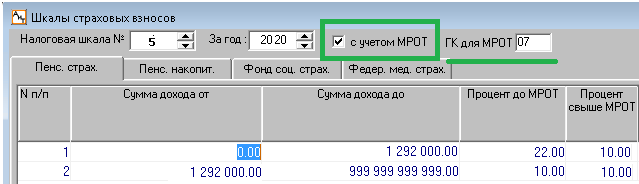 Шкалы страховых взносов
Налоговая шкала № 5 За год : 2020 с учетом МРОТ ГК для МРОТ 07
Пенс. страх. Пенс. накопит. Фонд соц. страх. Федер. мед. страх.
N п/п Сумма дохода от Сумма дохода до Процент до МРОТ Процент
свыше МРОТ
1 0.00 1 292 000.00 22.00 10.00
2 1 292 000.00 999 999 999 999.00 10.00 10.00